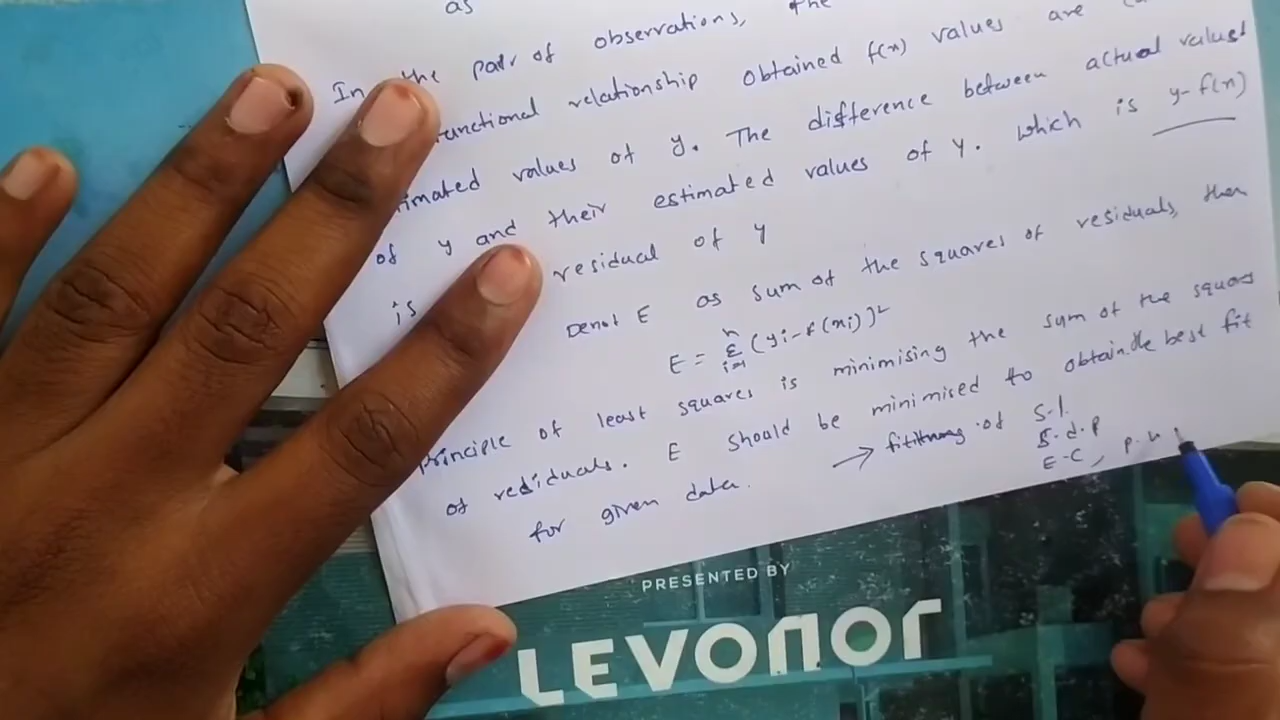 as
In the pair of observations, the
functional relationship obtained f(x) values are
imated values of y. The difference between actual values
of y and their estimated values of Y. which is y-f(x)
is residual of Y
Denot E as sum of the squares of residuals, then
E = n Σ i=1 (yi-f(xi))²
principle of least squares is minimising the sum of the squares
of residuals. E should be minimised to obtain the best fit
for given data. → fitting of S.l.
S.d.p
E-C, p.
PRESENTED BY
LEVONOR